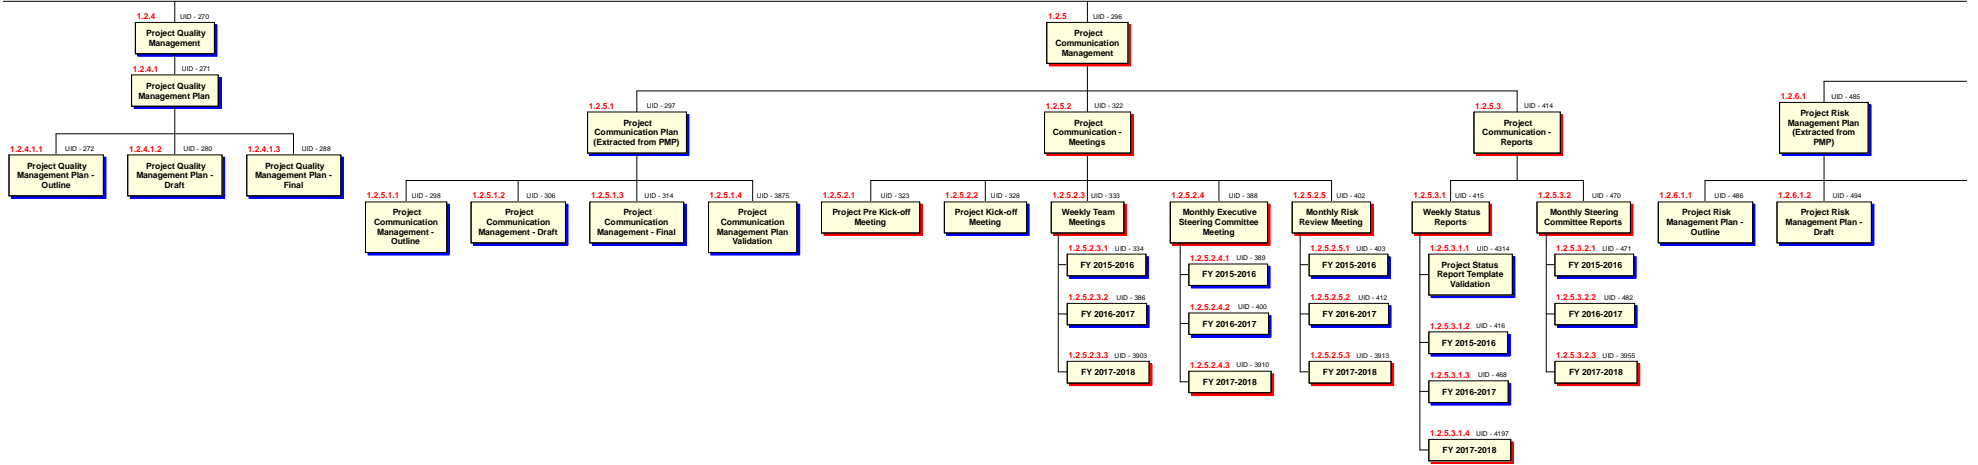 1.2.4 UID - 270
Project Quality
Management
1.2.4.1 UID - 271
Project Quality
Management Plan
1.2.4.1.1 UID - 272
Project Quality
Management Plan -
Outline
1.2.4.1.2 UID - 280
Project Quality
Management Plan -
Draft
1.2.4.1.3 UID - 288
Project Quality
Management Plan -
Final
1.2.5 UID - 296
Project
Communication
Management
1.2.5.1 UID - 297
Project
Communication Plan
(Extracted from PMP)
1.2.5.1.1 UID - 298
Project
Communication
Management -
Outline
1.2.5.1.2 UID - 306
Project
Communication
Management - Draft
1.2.5.1.3 UID - 314
Project
Communication
Management - Final
1.2.5.1.4 UID - 3875
Project
Communication
Management Plan
Validation
1.2.5.2 UID - 322
Project
Communication -
Meetings
1.2.5.2.1 UID - 323
Project Pre Kick-off
Meeting
1.2.5.2.2 UID - 328
Project Kick-off
Meeting
1.2.5.2.3 UID - 333
Weekly Team
Meetings
1.2.5.2.3.1 UID - 334
FY 2015-2016
1.2.5.2.3.2 UID - 386
FY 2016-2017
1.2.5.2.3.3 UID - 3903
FY 2017-2018
1.2.5.2.4 UID - 388
Monthly Executive
Steering Committee
Meeting
1.2.5.2.4.1 UID - 389
FY 2015-2016
1.2.5.2.4.2 UID - 400
FY 2016-2017
1.2.5.2.4.3 UID - 3910
FY 2017-2018
1.2.5.2.5 UID - 402
Monthly Risk
Review Meeting
1.2.5.2.5.1 UID - 403
FY 2015-2016
1.2.5.2.5.2 UID - 412
FY 2016-2017
1.2.5.2.5.3 UID - 3913
FY 2017-2018
1.2.5.3 UID - 414
Project
Communication -
Reports
1.2.5.3.1 UID - 415
Weekly Status
Reports
1.2.5.3.1.1 UID - 4314
Project Status
Report Template
Validation
1.2.5.3.1.2 UID - 416
FY 2015-2016
1.2.5.3.1.3 UID - 468
FY 2016-2017
1.2.5.3.1.4 UID - 4197
FY 2017-2018
1.2.5.3.2 UID - 470
Monthly Steering
Committee Reports
1.2.5.3.2.1 UID - 471
FY 2015-2016
1.2.5.3.2.2 UID - 482
FY 2016-2017
1.2.5.3.2.3 UID - 3955
FY 2017-2018
1.2.6.1 UID - 485
Project Risk
Management Plan
(Extracted from
PMP)
1.2.6.1.1 UID - 486
Project Risk
Management Plan -
Outline
1.2.6.1.2 UID - 494
Project Risk
Management Plan -
Draft